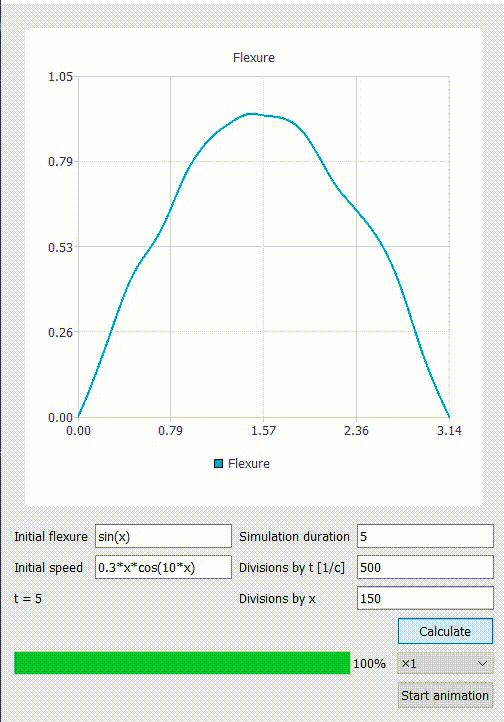 Flexure
1.05
0.79
0.53
0.26
0.00
0.00 0.79 1.57 2.36 3.14
Flexure
Initial flexure sin(x) Simulation duration 5
Initial speed 0.3*x*cos(10*x) Divisions by t [1/c] 500
t = 5 Divisions by x 150
Calculate
100% ×1
Start animation